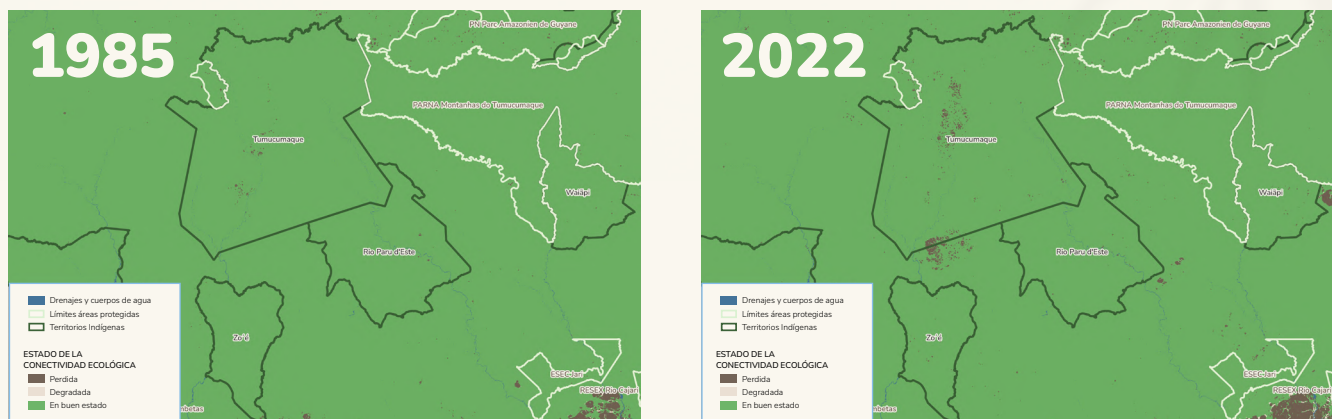 1985
PN Parc Amazonien de Guyane
PARNA Montanhas do Tumucumaque
Tumucumaque
Waiãpi
Rio Paru d'Este
Zo'é
ESEC Jari
RESEX Rio Cajari
mbetas
Drenajes y cuerpos de agua
Límites áreas protegidas
Territorios Indígenas
ESTADO DE LA
CONECTIVIDAD ECOLÓGICA
Perdida
Degradada
En buen estado
2022
PN Parc Amazonien de Guyane
PARNA Montanhas do Tumucumaque
Tumucumaque
Waiãpi
Rio Paru d'Este
Zo'é
ESEC Jari
RESEX Rio Cajari
mbetas
Drenajes y cuerpos de agua
Límites áreas protegidas
Territorios Indígenas
ESTADO DE LA
CONECTIVIDAD ECOLÓGICA
Perdida
Degradada
En buen estado